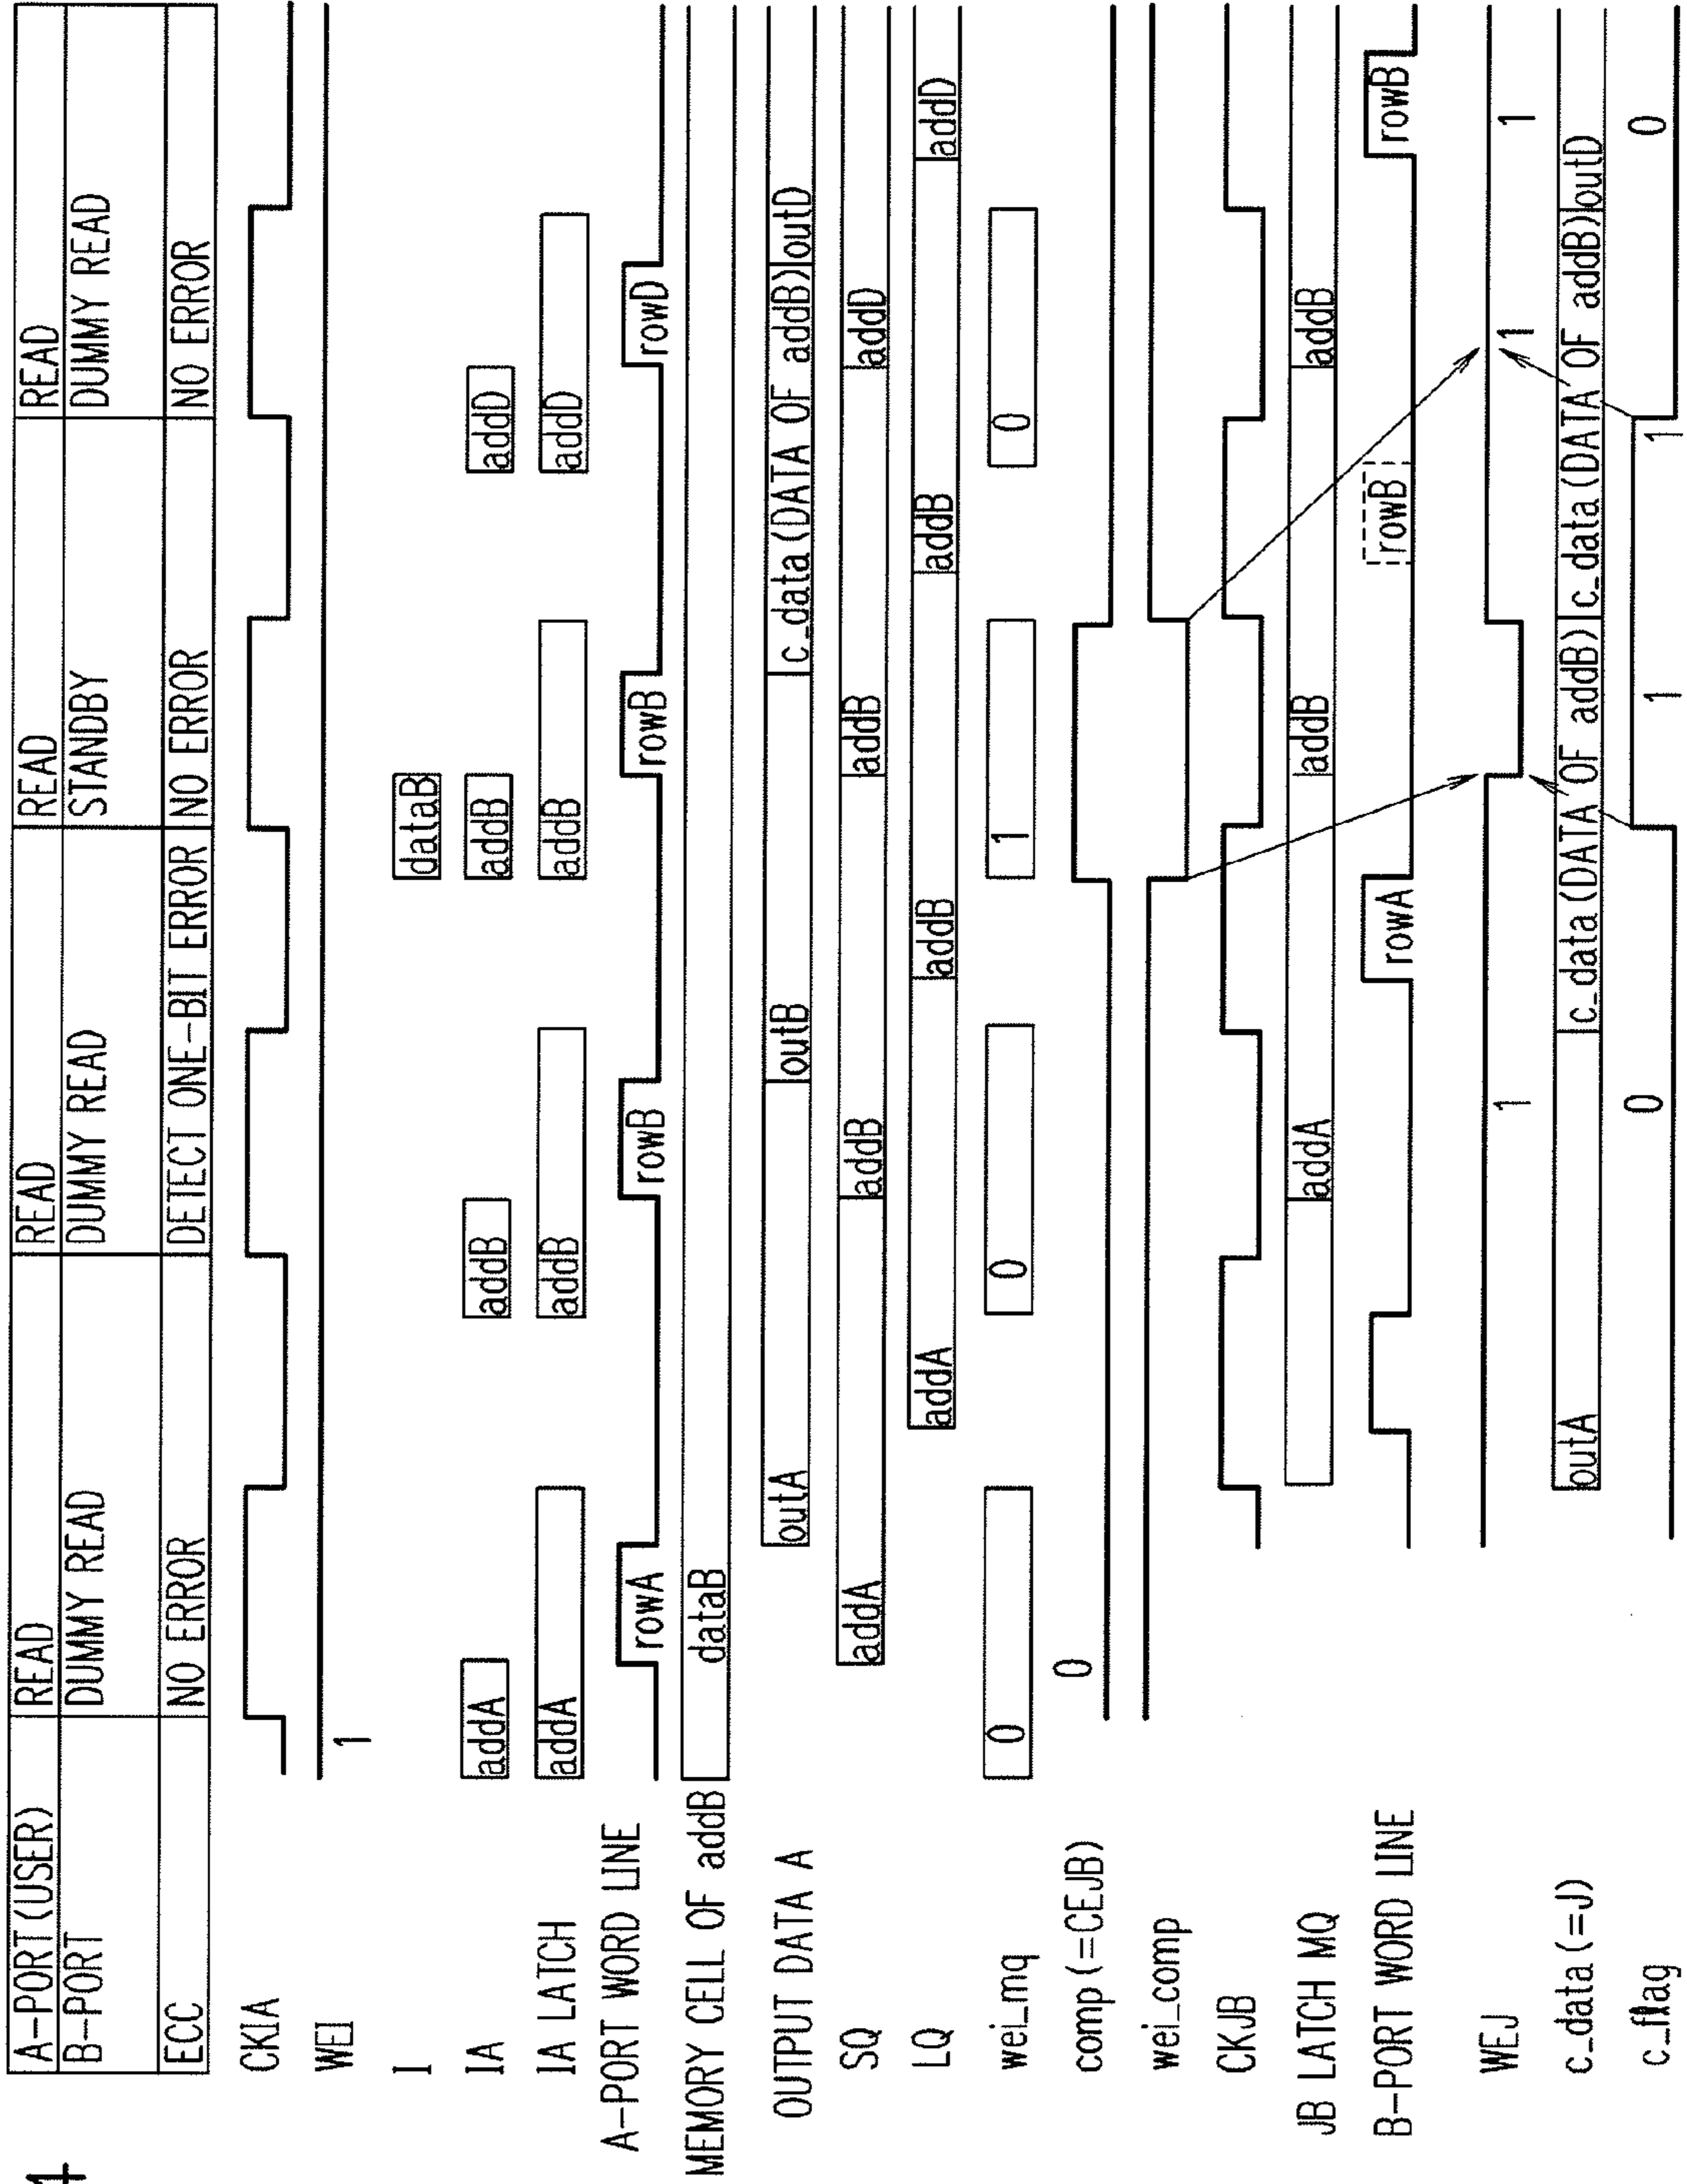 A-PORT(USER) READ READ READ READ
B-PORT DUMMY READ DUMMY READ STANDBY DUMMY READ
ECC NO ERROR DETECT ONE-BIT ERROR NO ERROR NO ERROR
CKIA
WEI 1
I dataB
IA addA addB addB addD
IA LATCH addA addB addB addD
A-PORT WORD LINE rowA rowB rowB rowD
MEMORY CELL OF addB dataB
OUTPUT DATA A outA outB c_data(DATA OF addB) outD
SQ addA addB addB addD
LQ addA addB addB addD
wei_mq 0 0 1 0
comp(=CEJB) 0
wei_comp
CKJB
JB LATCH MQ addA addB addB
B-PORT WORD LINE rowA rowB rowB
WEJ 1 1 1
c_data(=J) outA c_data(DATA OF addB) c_data(DATA OF addB) outD
c_flag 0 1 1 0